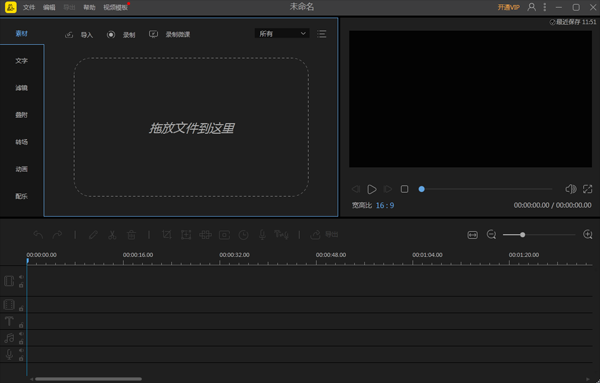 文件 编辑 导出 帮助 视频模板 未命名 开通VIP
最近保存 11:51
素材 导入 录制 录制微课 所有
文字
滤镜
叠附
转场
动画
配乐
拖放文件到这里
宽高比 16 : 9 00:00:00.00 / 00:00:00.00
00:00:00.00 00:00:16.00 00:00:32.00 00:00:48.00 00:01:04.00 00:01:20.00